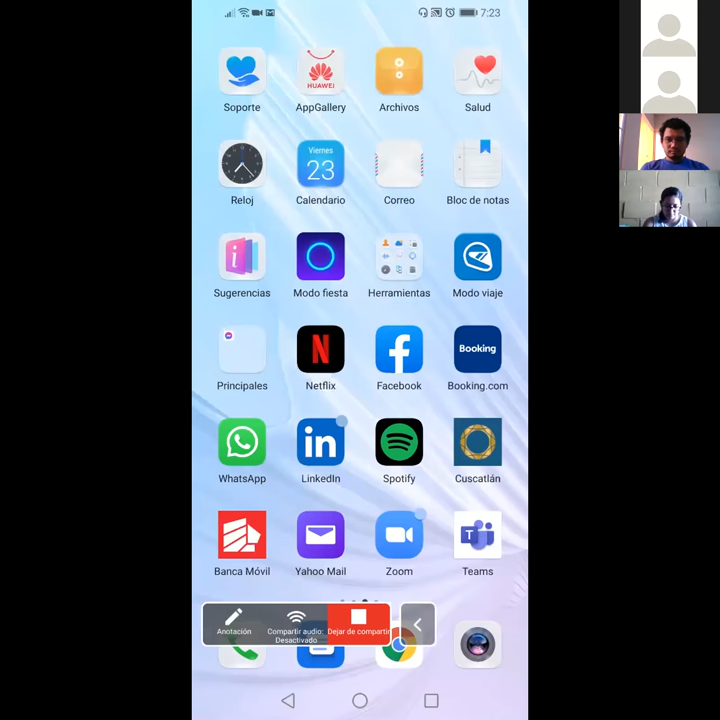 7:23
HUAWEI
Soporte
AppGallery
Archivos
Salud
Viernes
23
Reloj
Calendario
Correo
Bloc de notas
i
Sugerencias
Modo fiesta
Herramientas
Modo viaje
N
f
Booking
Principales
Netflix
Facebook
Booking.com
in
WhatsApp
LinkedIn
Spotify
Cuscatlán
T
Banca Móvil
Yahoo Mail
Zoom
Teams
Anotación
Compartir audio:
Desactivado
Dejar de compartir